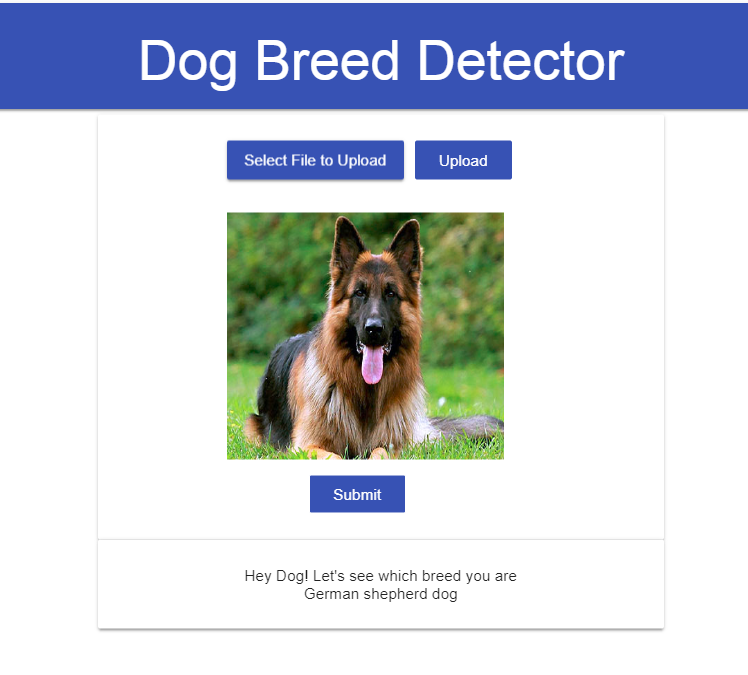 Dog Breed Detector
Select File to Upload Upload
Submit
Hey Dog! Let's see which breed you are
German shepherd dog